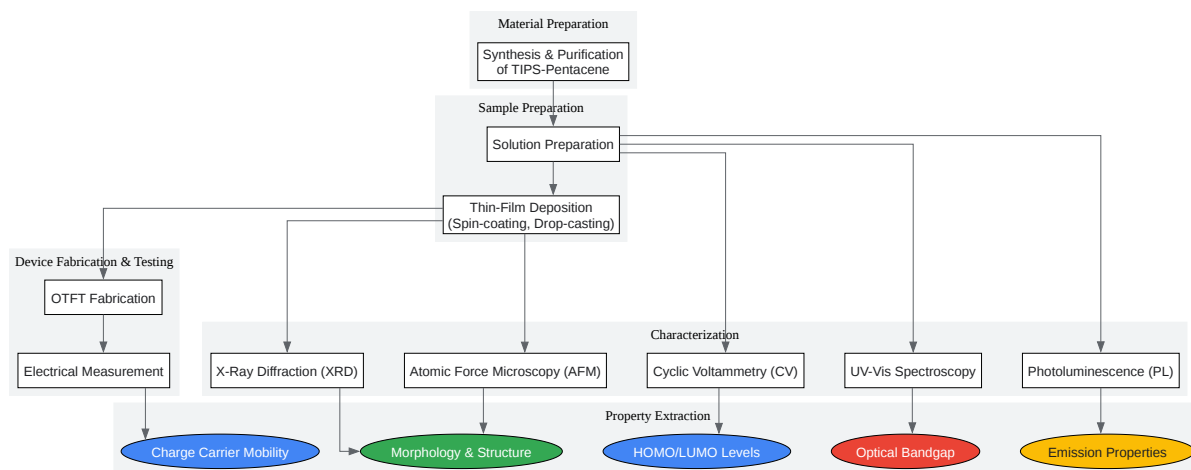 Material Preparation
Synthesis & Purification
of TIPS-Pentacene
Sample Preparation
Solution Preparation
Thin-Film Deposition
(Spin-coating, Drop-casting)
Device Fabrication & Testing
OTFT Fabrication
Characterization
Electrical Measurement
X-Ray Diffraction (XRD)
Atomic Force Microscopy (AFM)
Cyclic Voltammetry (CV)
UV-Vis Spectroscopy
Photoluminescence (PL)
Property Extraction
Charge Carrier Mobility
Morphology & Structure
HOMO/LUMO Levels
Optical Bandgap
Emission Properties